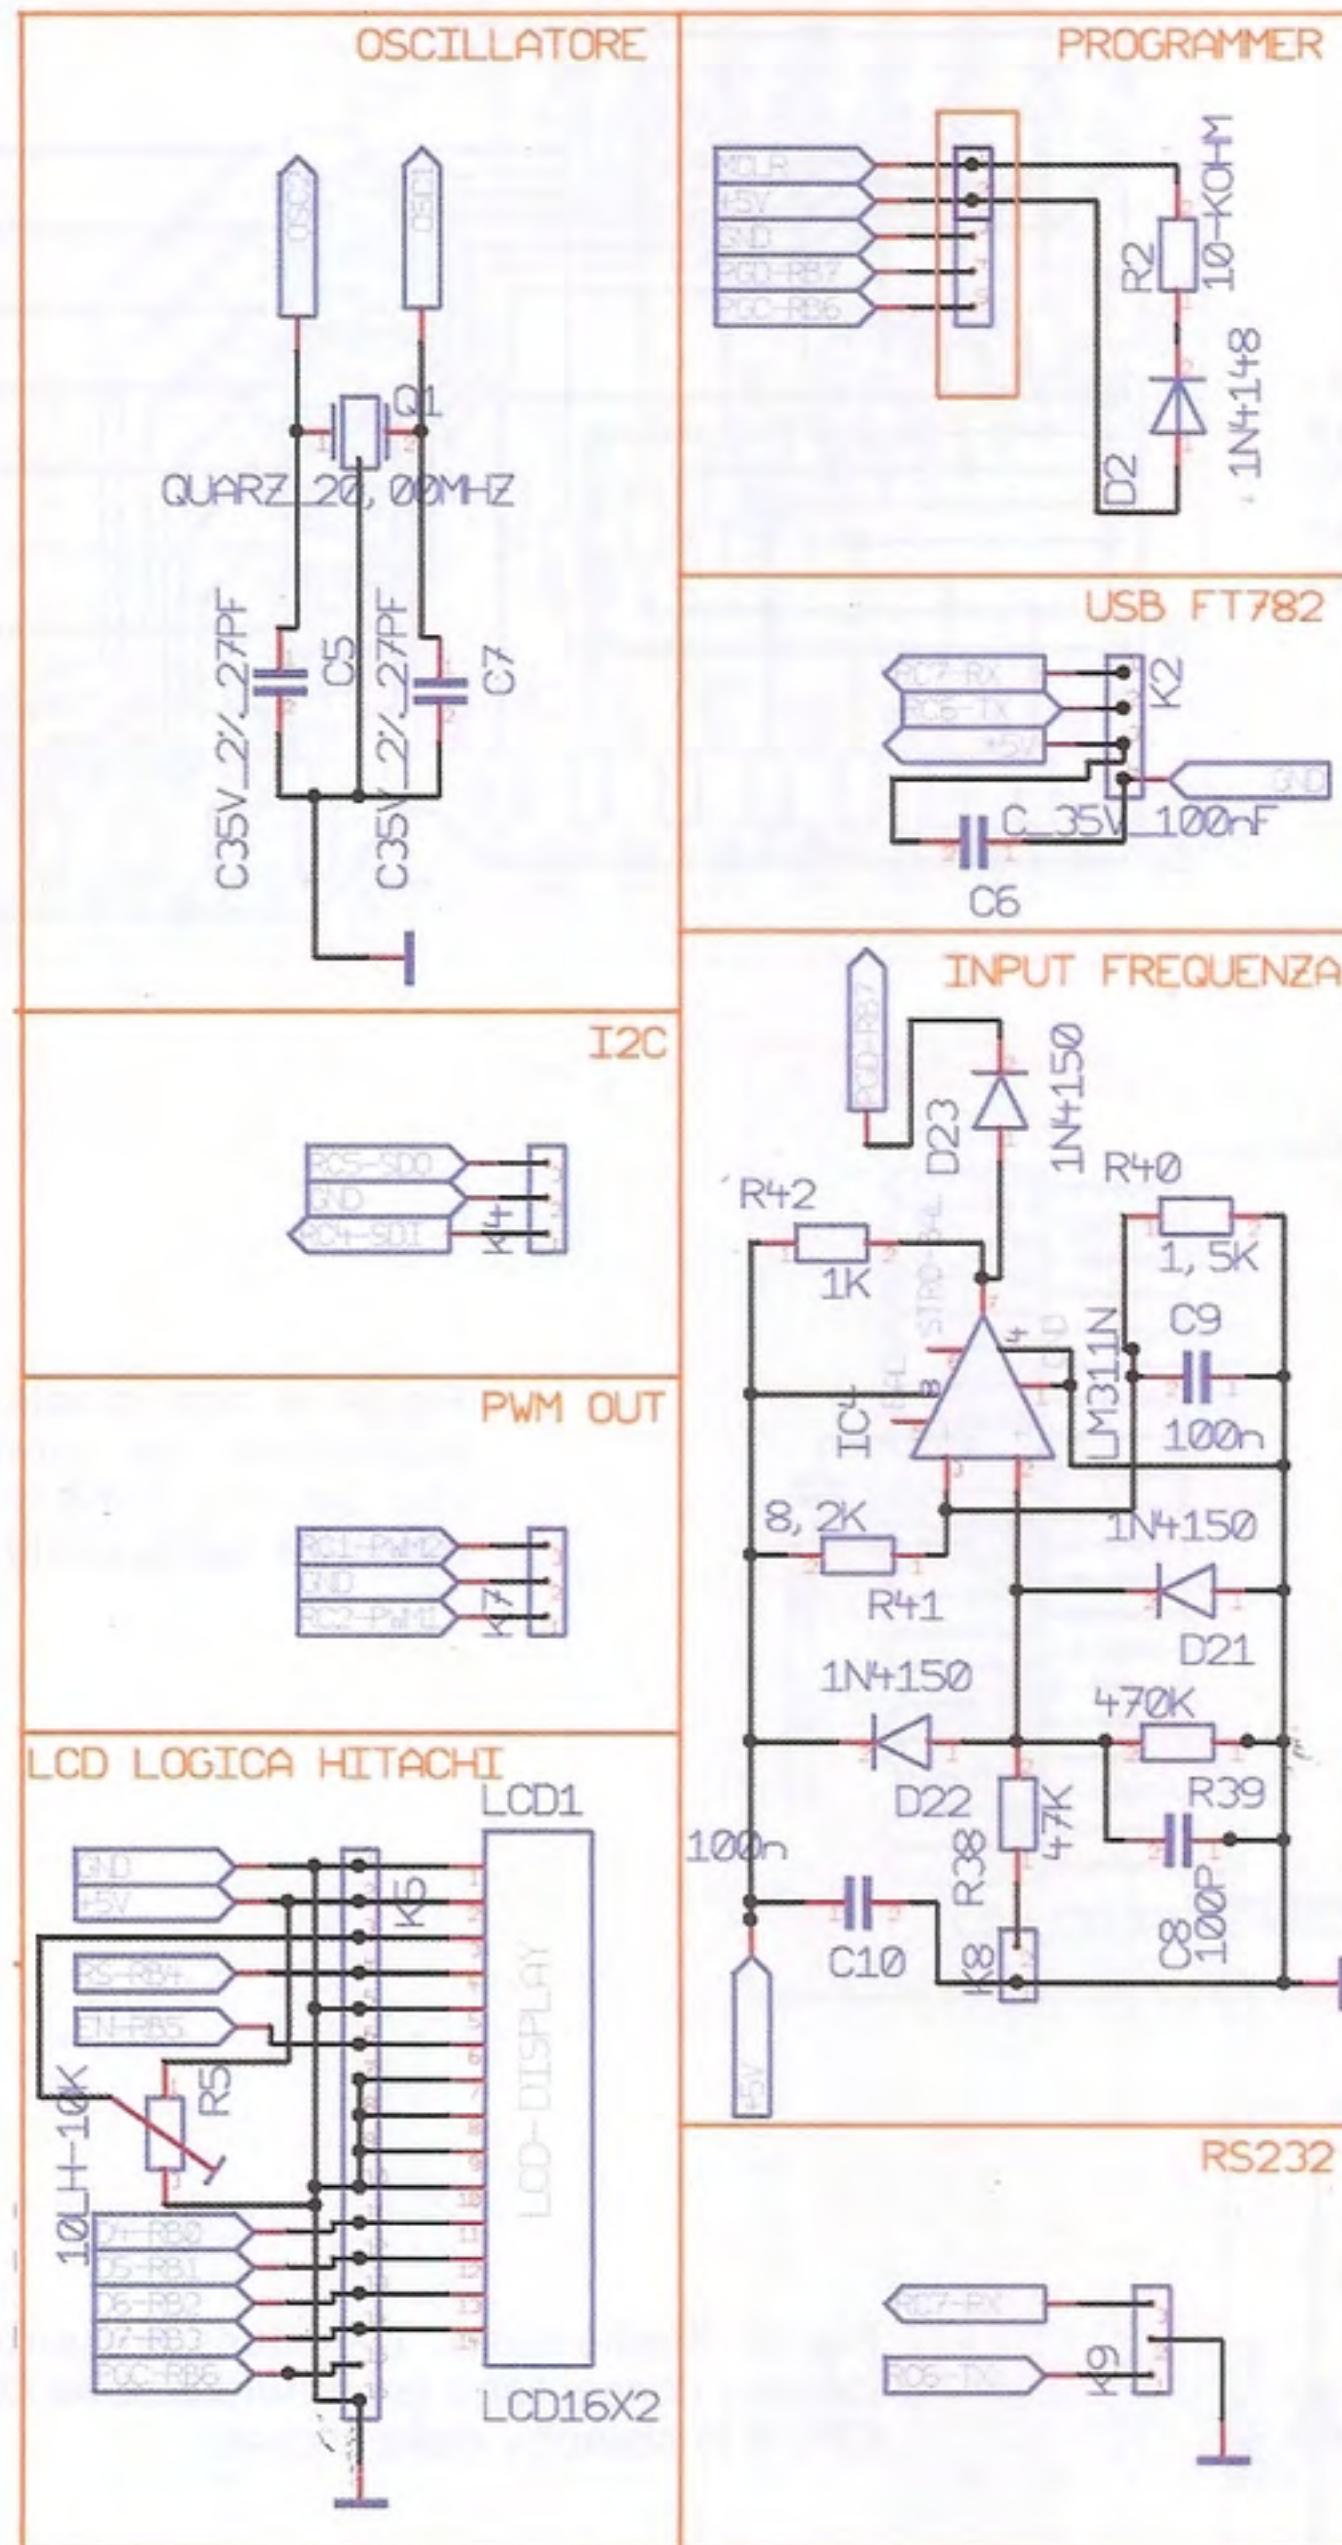 OSCILLATORE
OSC2
OSC1
Q1
1
2
QUARZ_20,00MHZ
C35V_2%_27PF
C5
C35V_2%_27PF
C7
PROGRAMMER
MCLR
+5V
GND
PGD-RB7
PGC-RB6
R2
10-KOHM
D2
1N4148
USB FT782
RC7-RX
RC6-TX
+5V
K2
GND
C_35V_100nF
C6
I2C
RC5-SDO
GND
RC4-SDI
K4
PWM OUT
RC1-PWM2
GND
RC2-PWM1
K7
INPUT FREQUENZA
PGD-RB7
D23
1N4150
R40
1,5K
R42
1K
STRO-BAL
BAL
GND
IC4
LM311N
C9
100n
8,2K
R41
1N4150
D21
1N4150
D22
470K
R39
100n
C10
R38
47K
K8
C8
100P
+5V
LCD LOGICA HITACHI
LCD1
GND
+5V
K5
RS-RB4
EN-RB5
R5
10LH-10K
LCD-DISPLAY
D4-RB0
D5-RB1
D6-RB2
D7-RB3
PGC-RB6
LCD16X2
RS232
RC7-RX
RC6-TX
K9